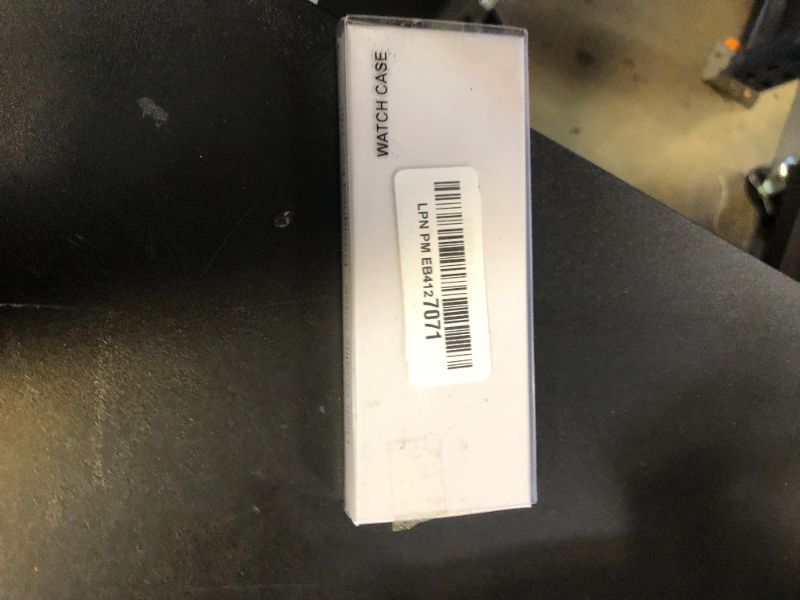 WATCH CASE
LPN PM EB4127071